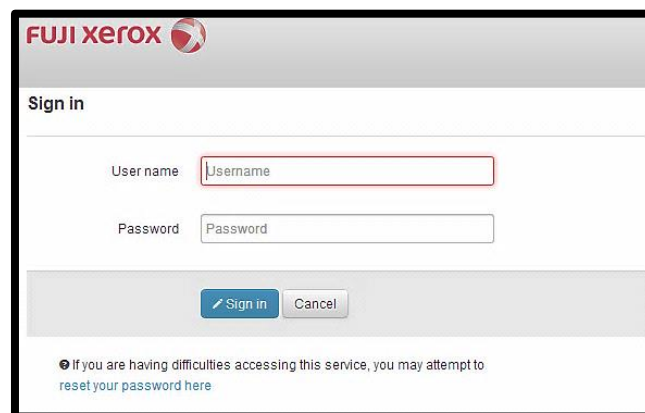 FUJI xerox
Sign in
User name
Username
Password
Password
Sign in
Cancel
If you are having difficulties accessing this service, you may attempt to
reset your password here